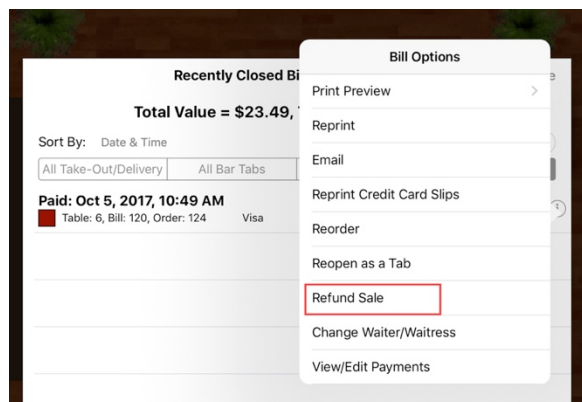 Bill Options
Recently Closed Bi
Print Preview
Total Value = $23.49,
Reprint
Sort By: Date & Time
Email
All Take-Out/Delivery All Bar Tabs
Reprint Credit Card Slips
Paid: Oct 5, 2017, 10:49 AM
Table: 6, Bill: 120, Order: 124 Visa
Reorder
Reopen as a Tab
Refund Sale
Change Waiter/Waitress
View/Edit Payments